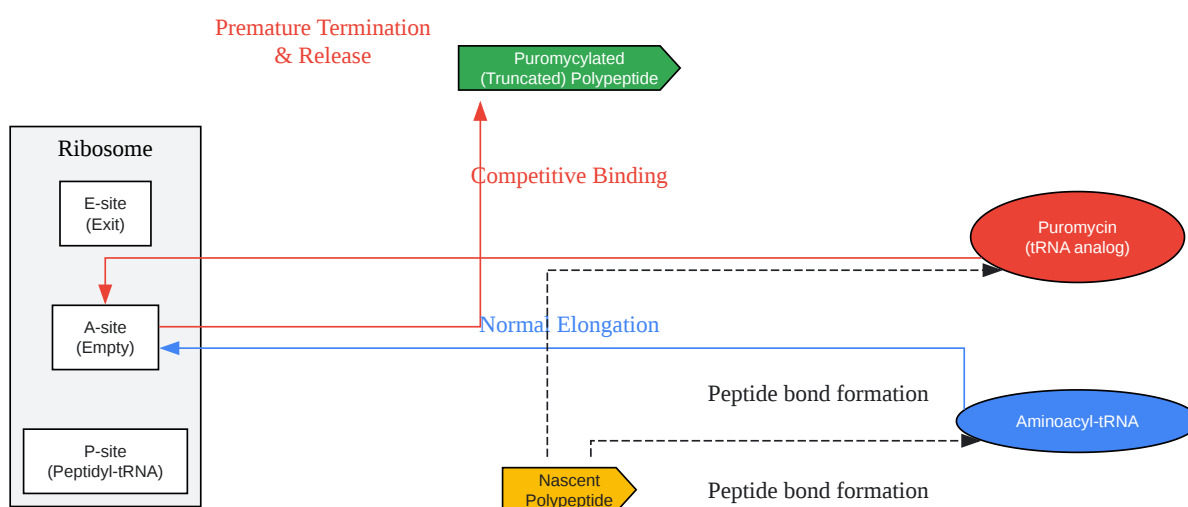 Premature Termination
& Release
Puromycylated
(Truncated) Polypeptide
Ribosome
Competitive Binding
E-site
(Exit)
Puromycin
(tRNA analog)
A-site
(Empty)
Normal Elongation
Peptide bond formation
Aminoacyl-tRNA
P-site
(Peptidyl-tRNA)
Nascent
Polypeptide
Peptide bond formation